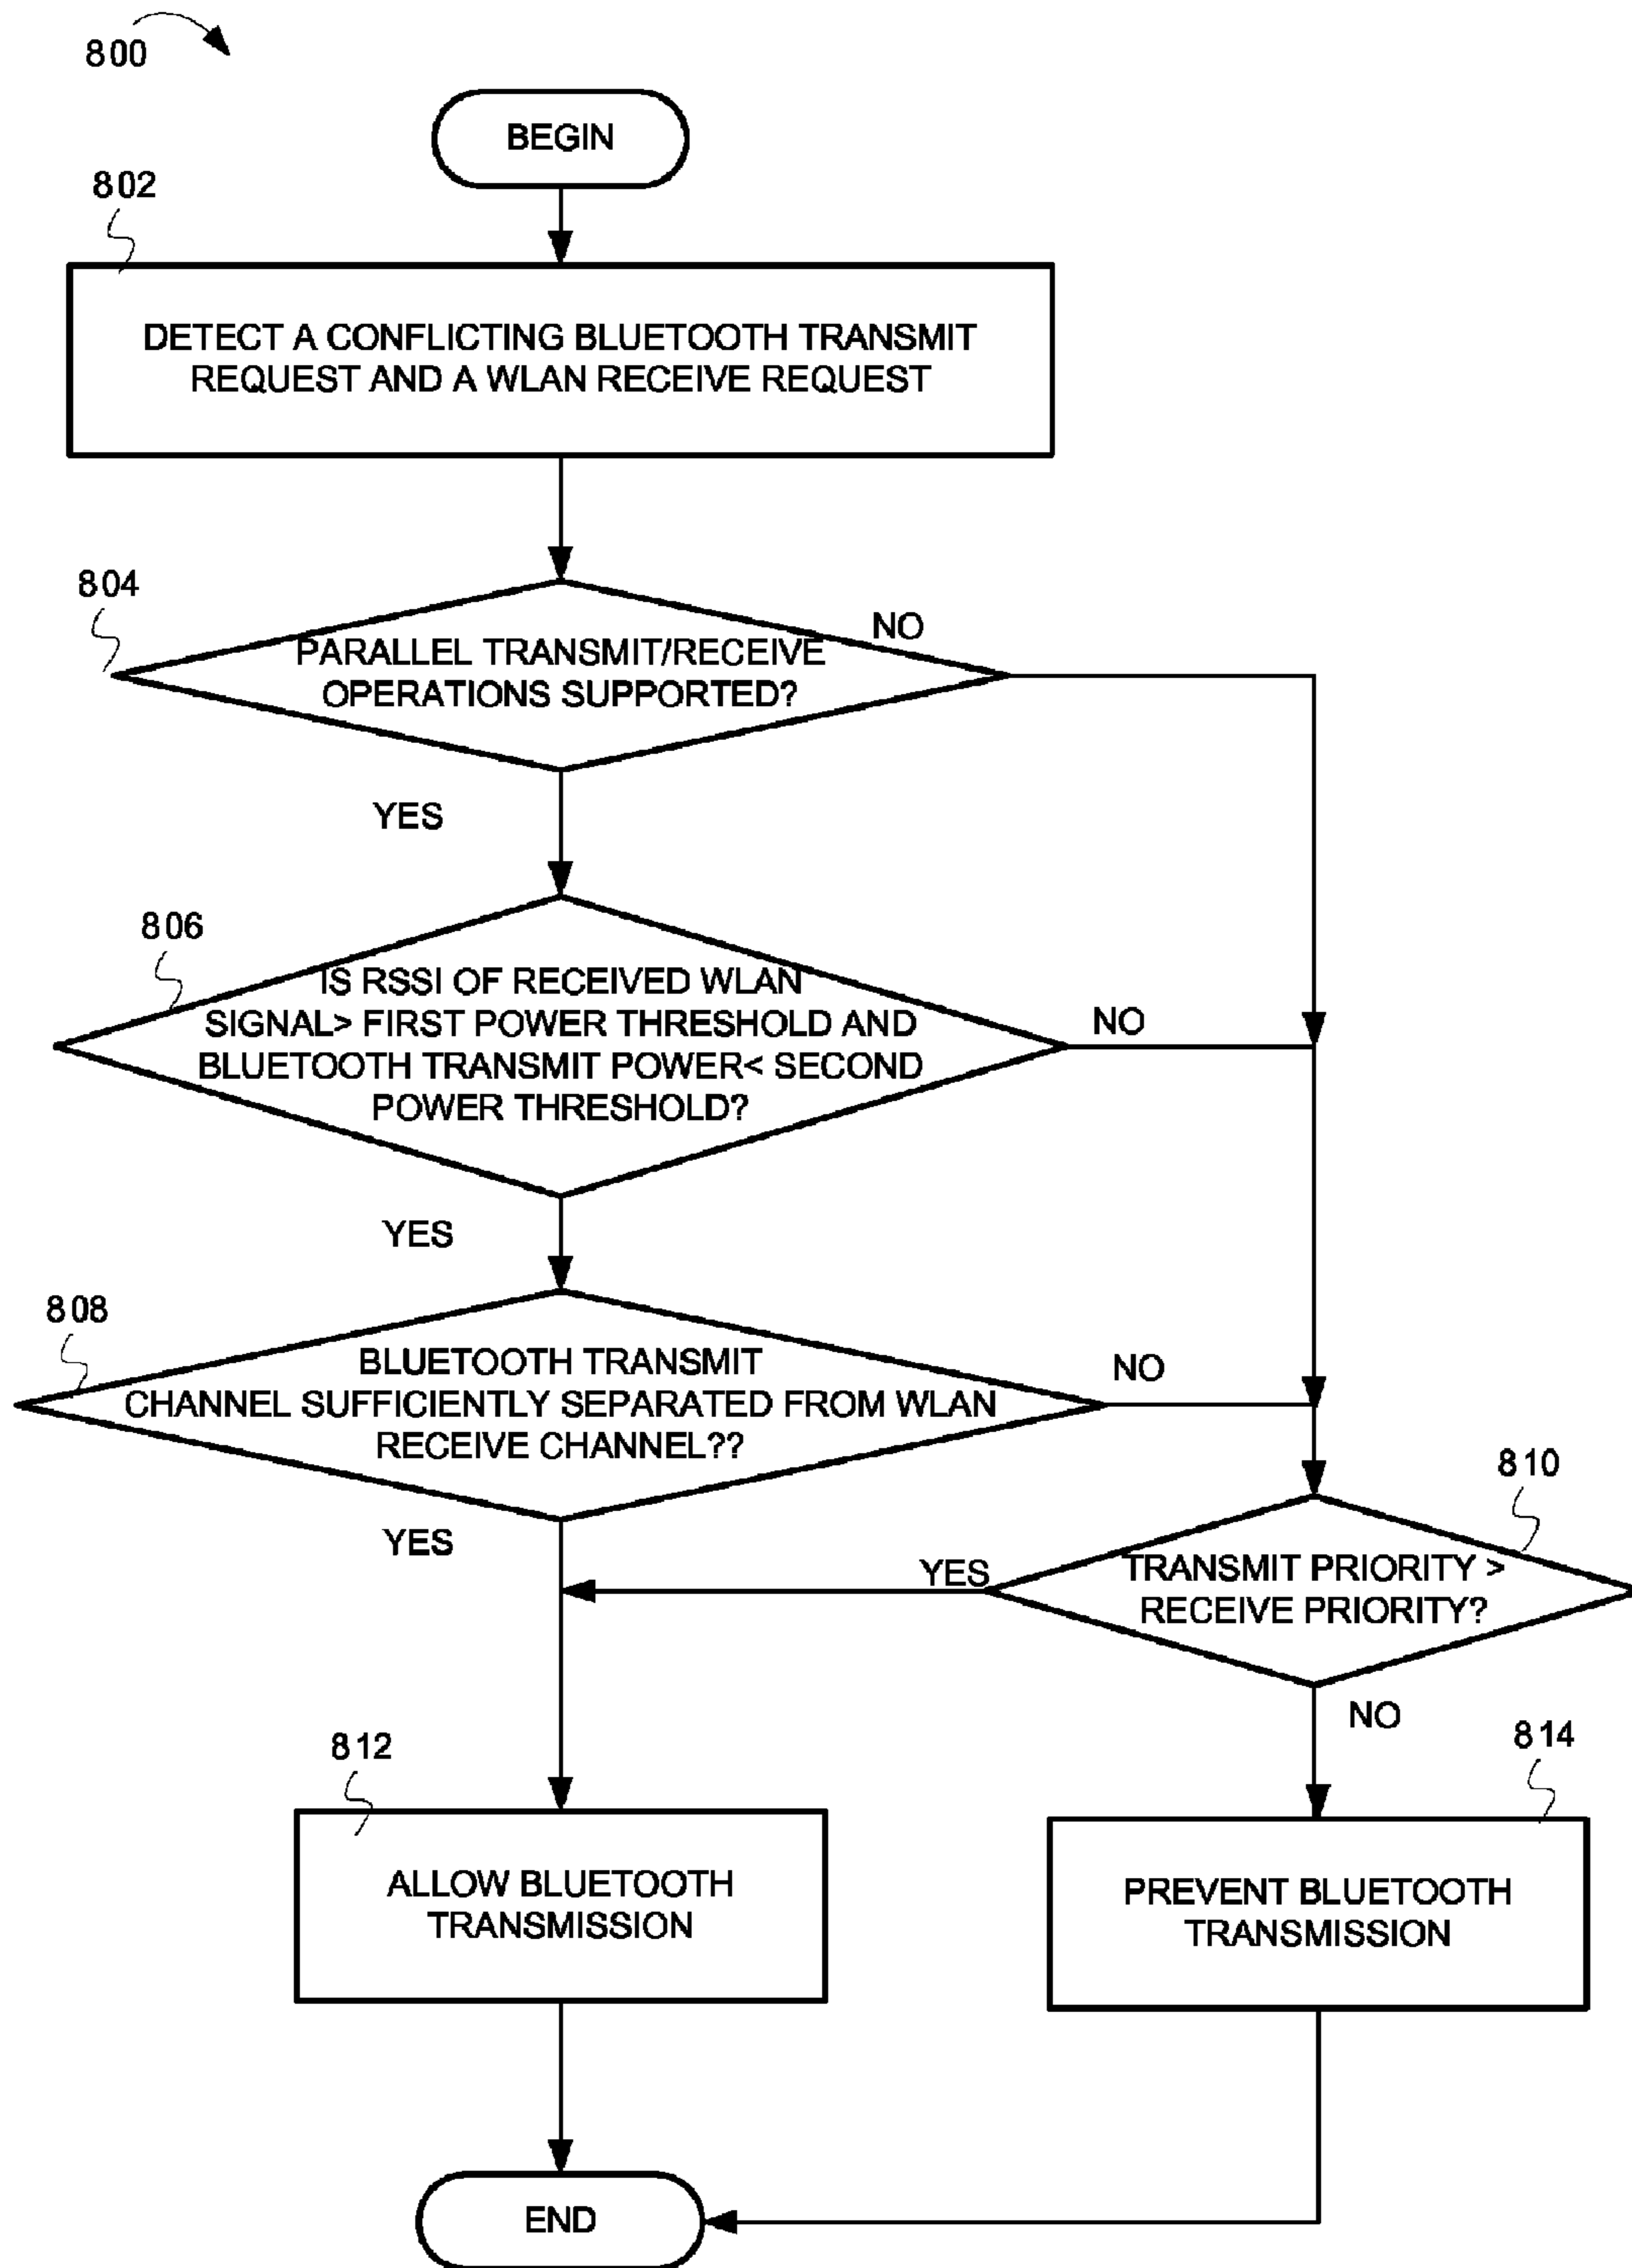 800
BEGIN
802
DETECT A CONFLICTING BLUETOOTH TRANSMIT
REQUEST AND A WLAN RECEIVE REQUEST
804
PARALLEL TRANSMIT/RECEIVE
OPERATIONS SUPPORTED?
NO
YES
806
IS RSSI OF RECEIVED WLAN
SIGNAL> FIRST POWER THRESHOLD AND
BLUETOOTH TRANSMIT POWER< SECOND
POWER THRESHOLD?
NO
YES
808
BLUETOOTH TRANSMIT
CHANNEL SUFFICIENTLY SEPARATED FROM WLAN
RECEIVE CHANNEL??
NO
YES
810
TRANSMIT PRIORITY >
RECEIVE PRIORITY?
YES
NO
812
ALLOW BLUETOOTH
TRANSMISSION
814
PREVENT BLUETOOTH
TRANSMISSION
END